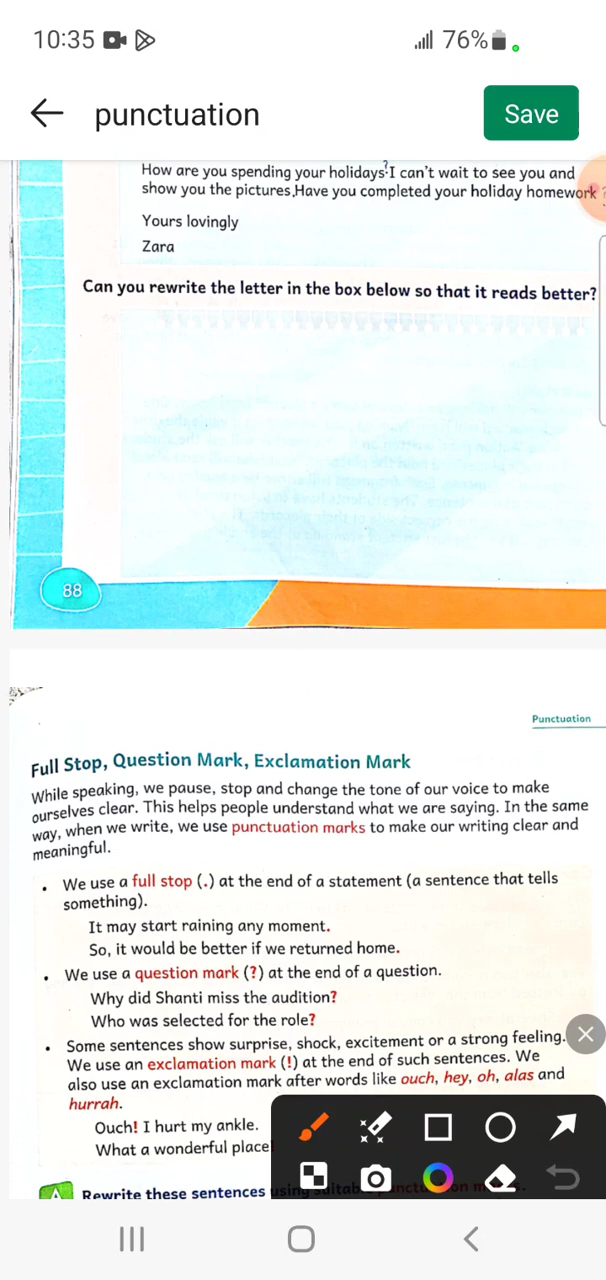 10:35
76%
punctuation
Save
How are you spending your holidays?I can't wait to see you and
show you the pictures,Have you completed your holiday homework ?
Yours lovingly
Zara
Can you rewrite the letter in the box below so that it reads better?
88
Punctuation
Full Stop, Question Mark, Exclamation Mark
While speaking, we pause, stop and change the tone of our voice to make
ourselves clear. This helps people understand what we are saying. In the same
way, when we write, we use punctuation marks to make our writing clear and
meaningful.
• We use a full stop (.) at the end of a statement (a sentence that tells
something).
It may start raining any moment.
So, it would be better if we returned home.
• We use a question mark (?) at the end of a question.
Why did Shanti miss the audition?
Who was selected for the role?
• Some sentences show surprise, shock, excitement or a strong feeling.
We use an exclamation mark (!) at the end of such sentences. We
also use an exclamation mark after words like ouch, hey, oh, alas and
hurrah.
Ouch! I hurt my ankle.
What a wonderful place!
A Rewrite these sentences using suitable punctuation marks.